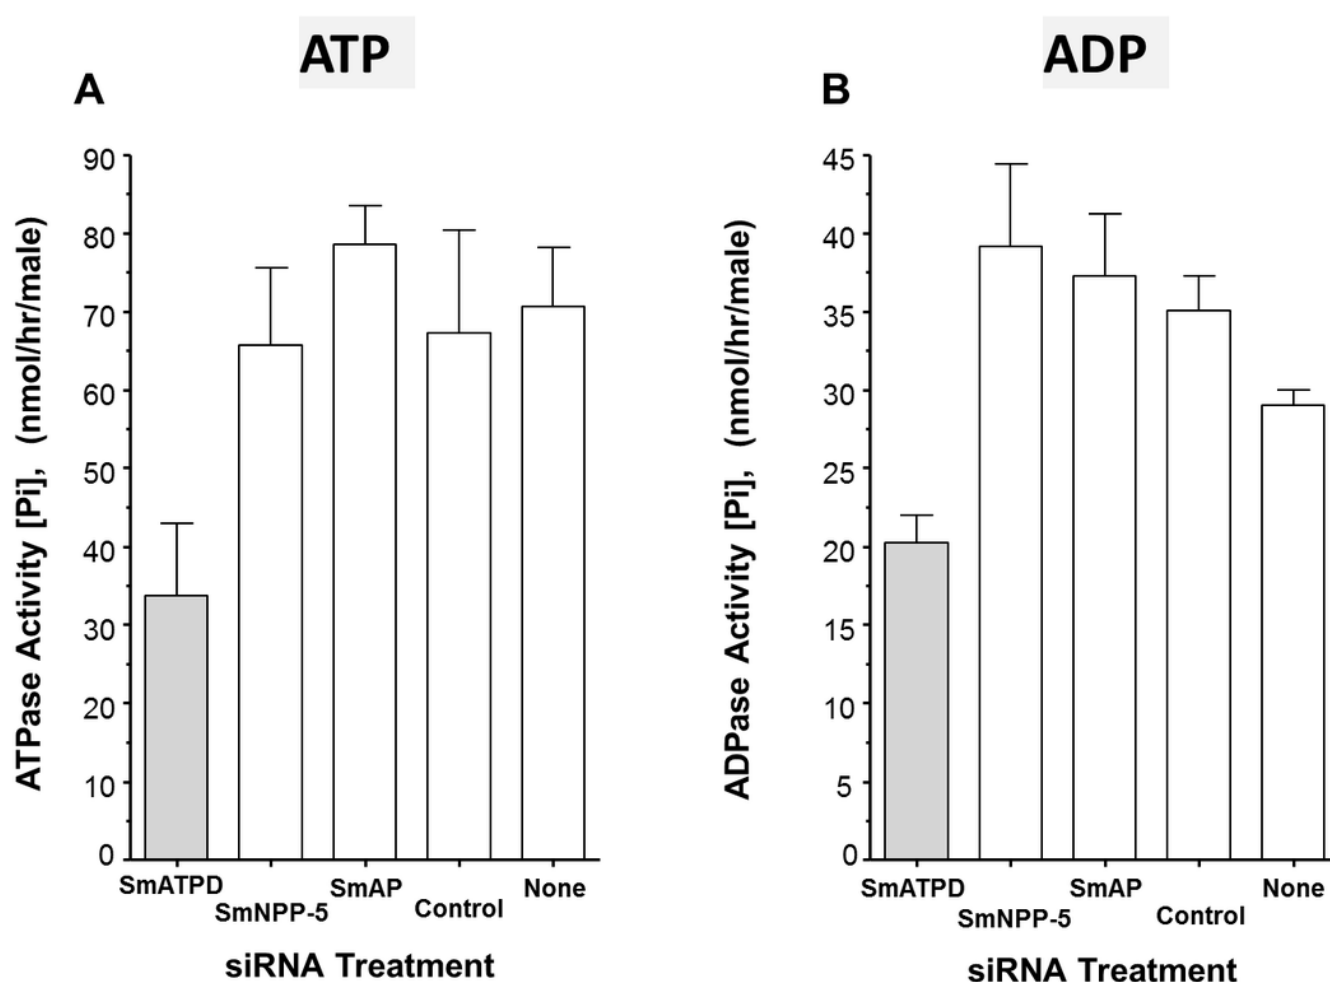 ATP
A
ATPase Activity [Pi], (nmol/hr/male)
90
80
70
60
50
40
30
20
10
0
SmATPD
SmNPP-5
SmAP
Control
None
siRNA Treatment
ADP
B
ADPase Activity [Pi], (nmol/hr/male)
45
40
35
30
25
20
15
10
5
0
SmATPD
SmNPP-5
SmAP
Control
None
siRNA Treatment